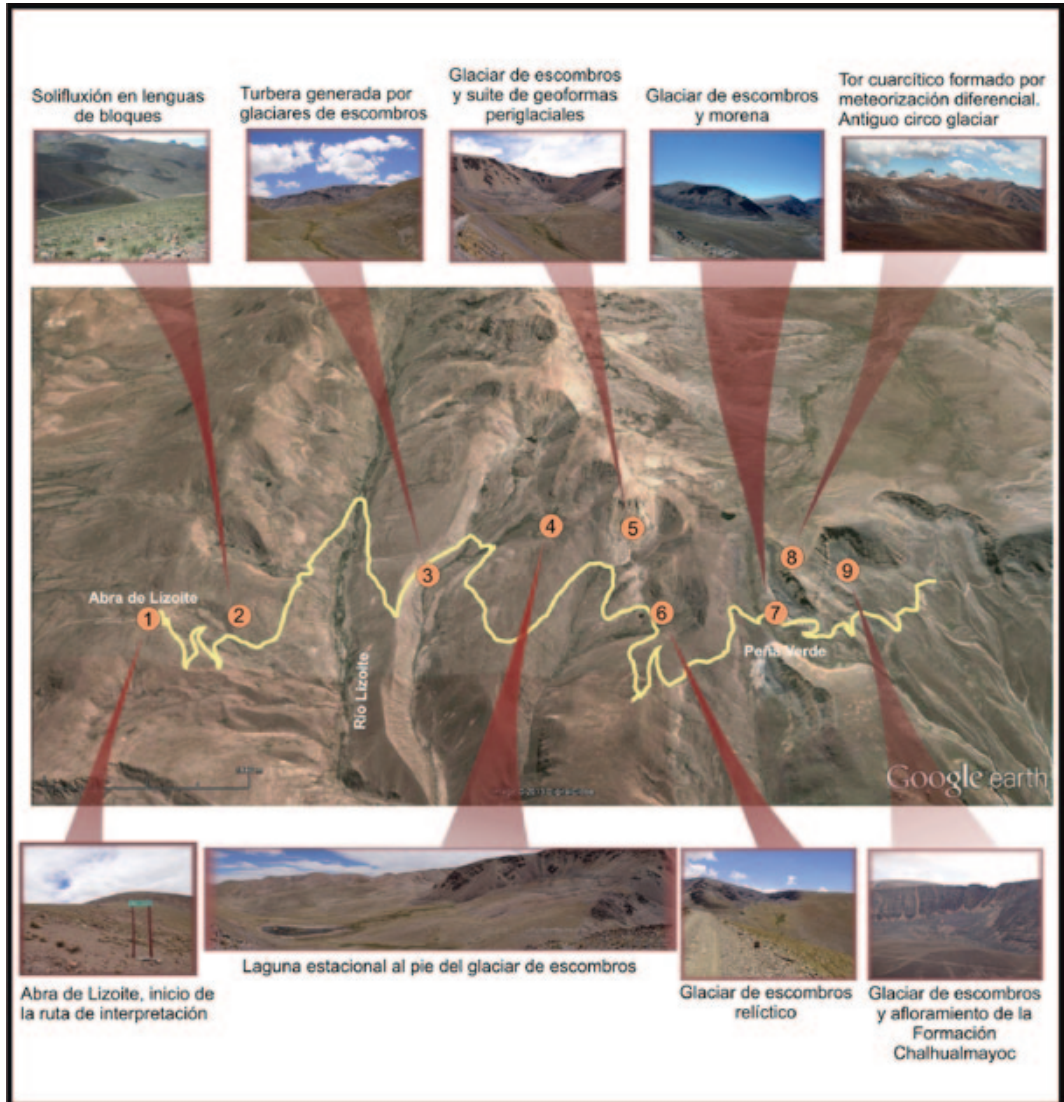 Solifluxión en lenguas
de bloques
Turbera generada por
glaciares de escombros
Glaciar de escombros
y suite de geoformas
periglaciales
Glaciar de escombros
y morena
Tor cuarcítico formado por
meteorización diferencial.
Antiguo circo glaciar
Abra de Lizoite
1
2
3
4
5
6
7
8
9
Río Lizoite
Peña Verde
Google earth
Abra de Lizoite, inicio de
la ruta de interpretación
Laguna estacional al pie del glaciar de escombros
Glaciar de escombros
relíctico
Glaciar de escombros
y afloramiento de la
Formación
Chalhualmayoc